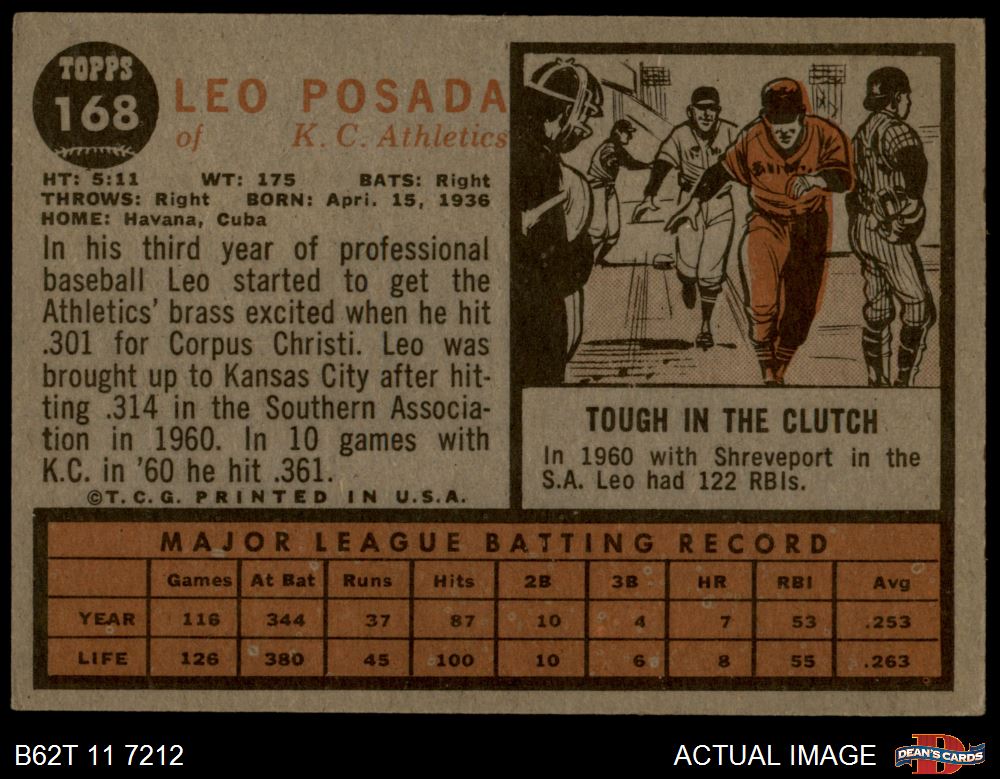 TOPPS
168
LEO POSADA
of K. C. Athletics
HT: 5:11 WT: 175 BATS: Right
THROWS: Right BORN: Apri. 15, 1936
HOME: Havana, Cuba
In his third year of professional
baseball Leo started to get the
Athletics' brass excited when he hit
.301 for Corpus Christi. Leo was
brought up to Kansas City after hit-
ting .314 in the Southern Associa-
tion in 1960. In 10 games with
K.C. in '60 he hit .361.
©T.C.G. PRINTED IN U.S.A.
TOUGH IN THE CLUTCH
In 1960 with Shreveport in the
S.A. Leo had 122 RBIs.
MAJOR LEAGUE BATTING RECORD
Games At Bat Runs Hits 2B 3B HR RBI Avg
YEAR 116 344 37 87 10 4 7 53 .253
LIFE 126 380 45 100 10 6 8 55 .263
B62T 11 7212
ACTUAL IMAGE
DEAN'S CARDS